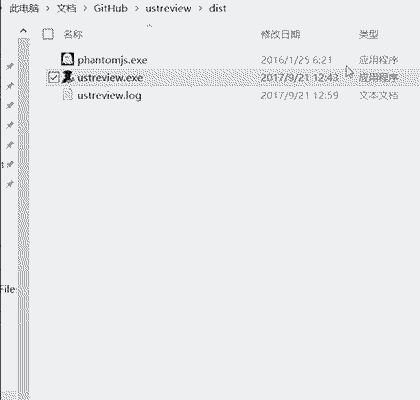 此电脑 > 文档 > GitHub > ustreview > dist
名称 修改日期 类型
phantomjs.exe 2016/1/25 6:21 应用程序
ustreview.exe 2017/9/21 12:43 应用程序
ustreview.log 2017/9/21 12:59 文本文档
t
File: